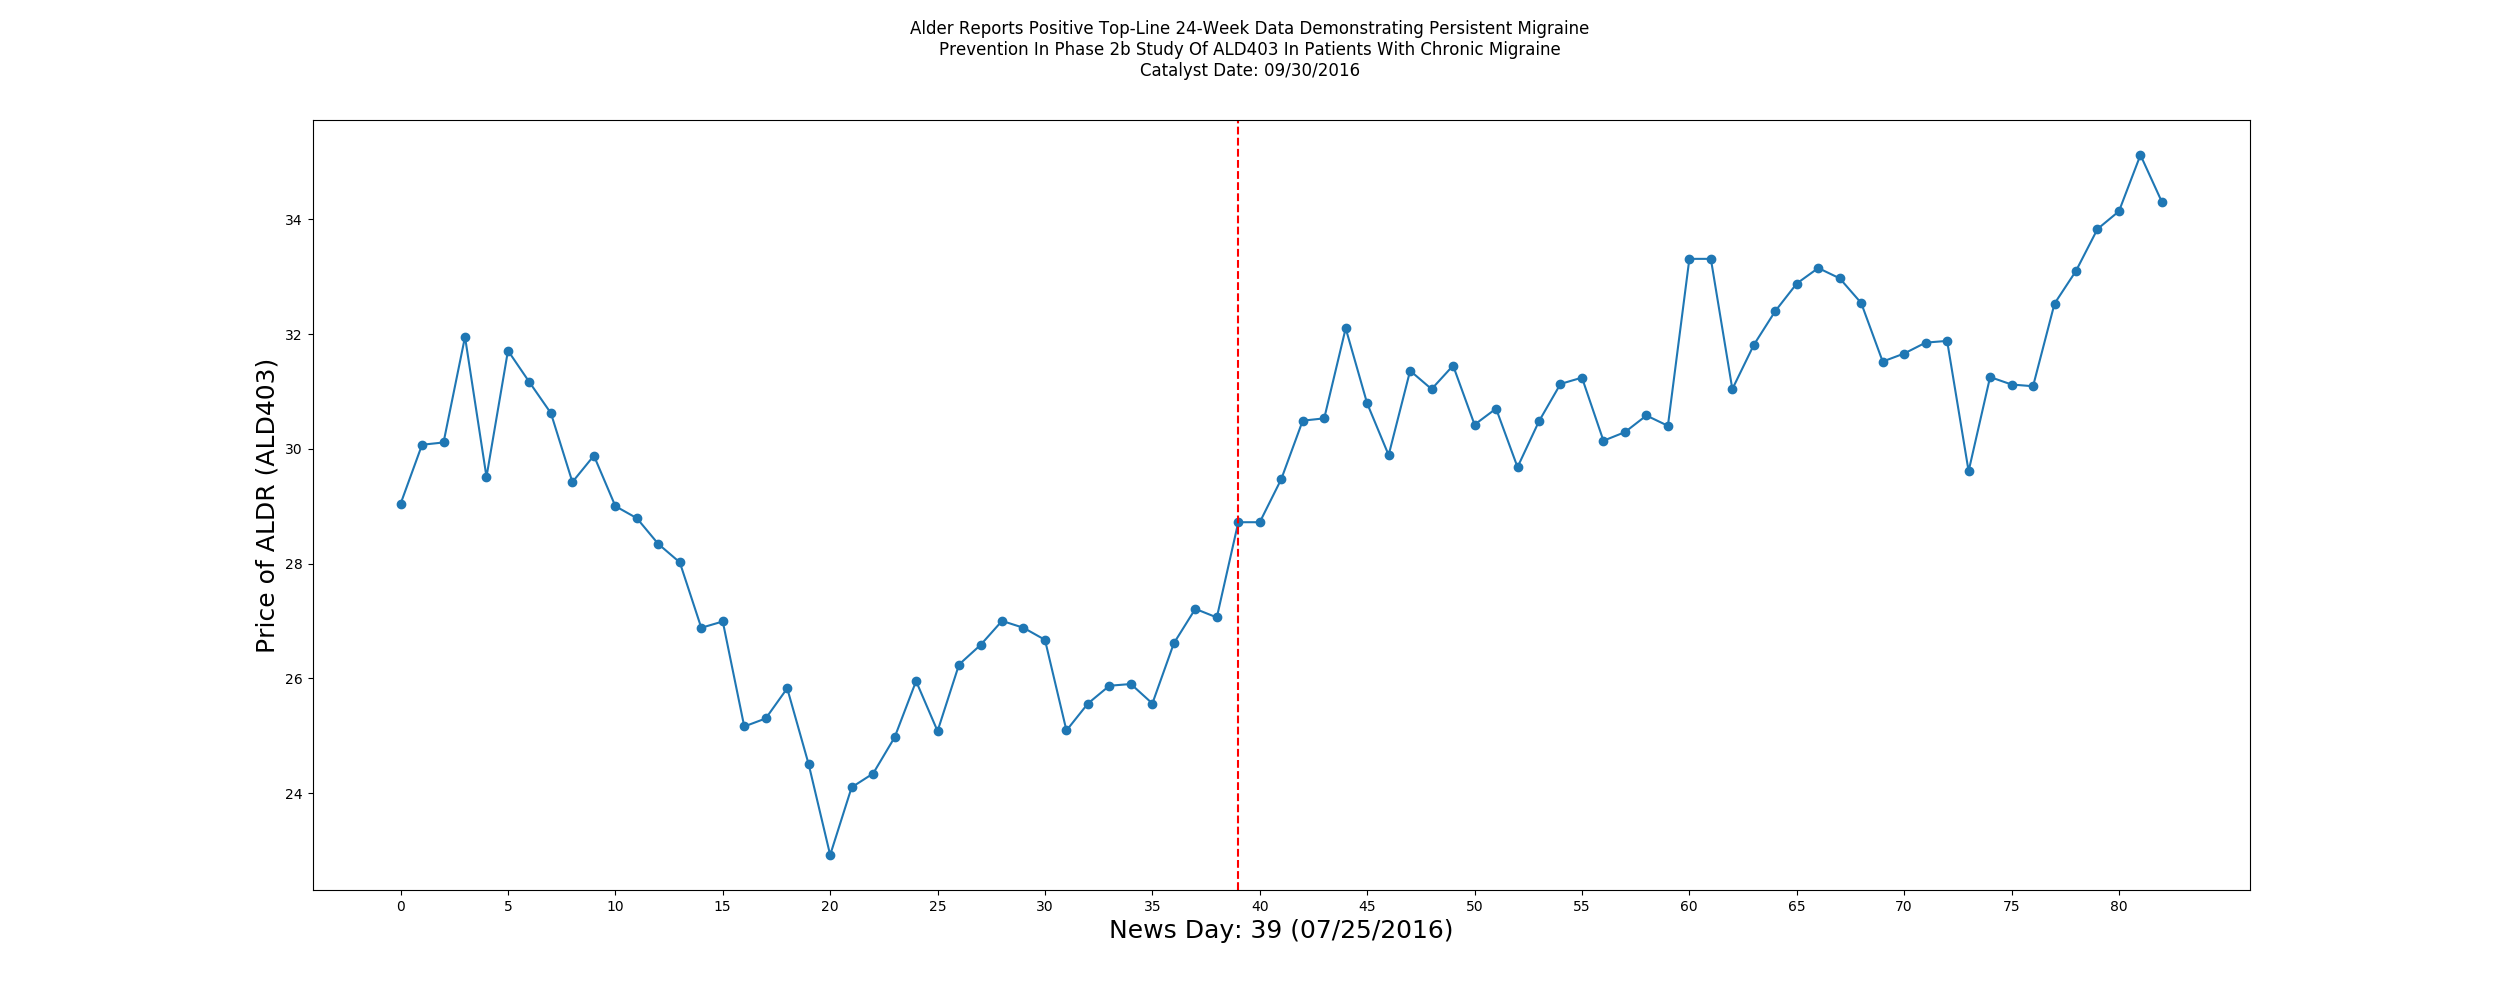 Alder Reports Positive Top-Line 24-Week Data Demonstrating Persistent Migraine
Prevention In Phase 2b Study Of ALD403 In Patients With Chronic Migraine
Catalyst Date: 09/30/2016
Price of ALDR (ALD403)
34
32
30
28
26
24
0 5 10 15 20 25 30 35 40 45 50 55 60 65 70 75 80
News Day: 39 (07/25/2016)